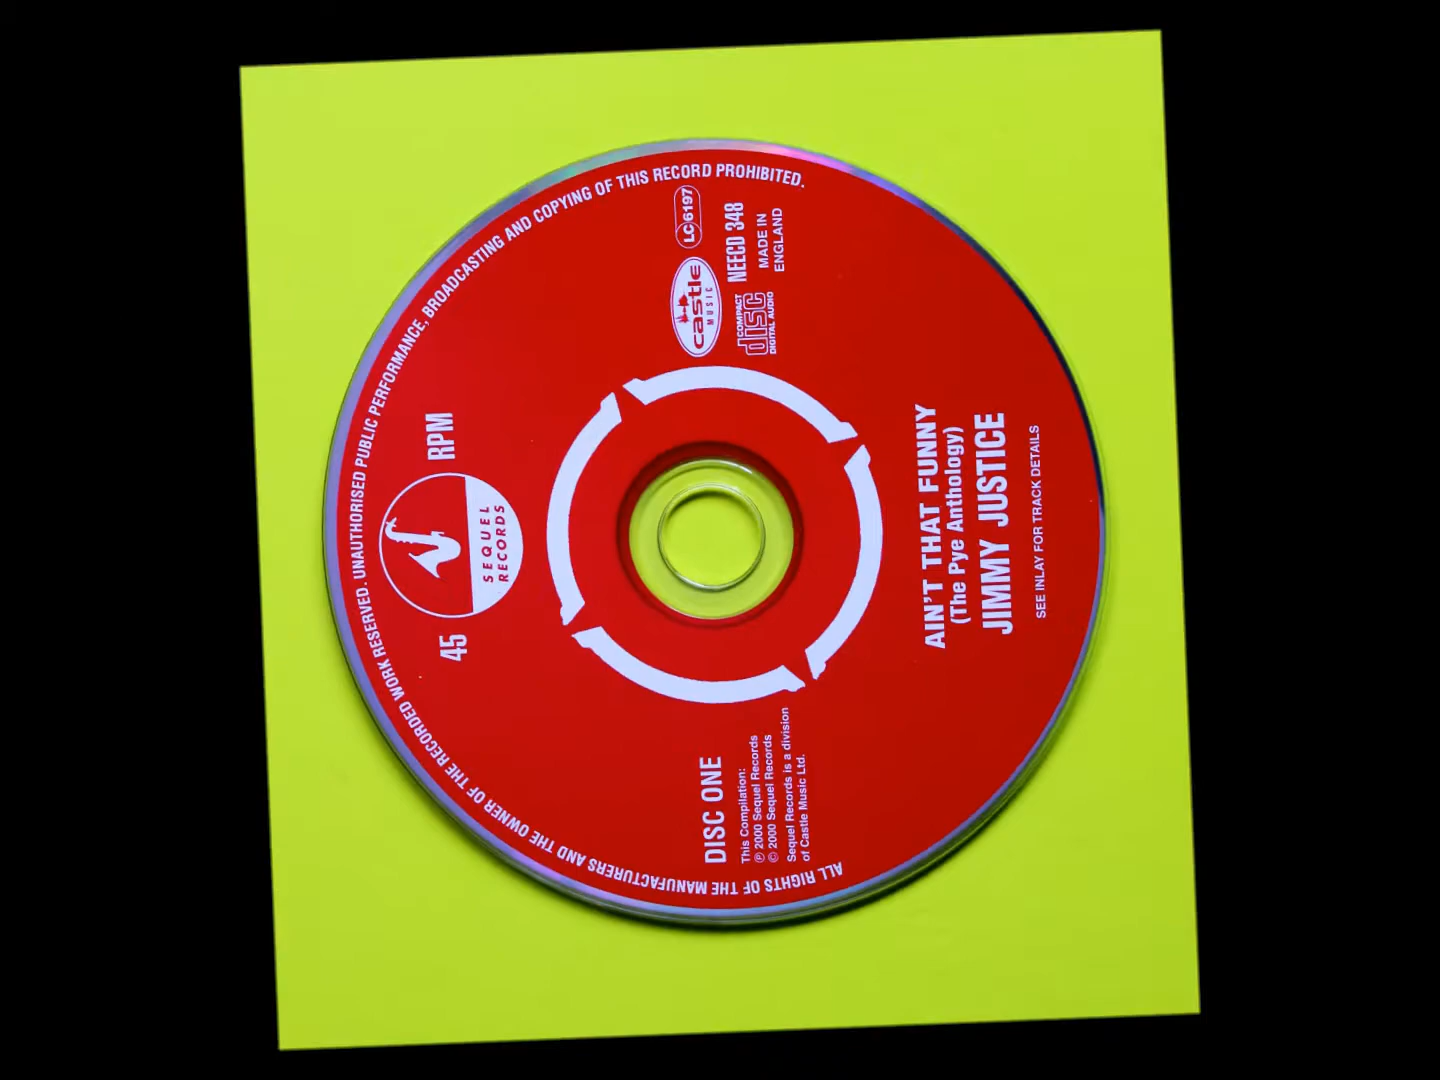 ALL RIGHTS OF THE MANUFACTURERS AND THE OWNER OF THE RECORDED WORK RESERVED. UNAUTHORISED PUBLIC PERFORMANCE, BROADCASTING AND COPYING OF THIS RECORD PROHIBITED.
45 RPM
SEQUEL
RECORDS
DISC ONE
This Compilation:
℗ 2000 Sequel Records
© 2000 Sequel Records
Sequel Records is a division
of Castle Music Ltd.
castle
MUSIC
LC 6197
COMPACT
disc
DIGITAL AUDIO
NEECD 348
MADE IN
ENGLAND
AIN'T THAT FUNNY
(The Pye Anthology)
JIMMY JUSTICE
SEE INLAY FOR TRACK DETAILS